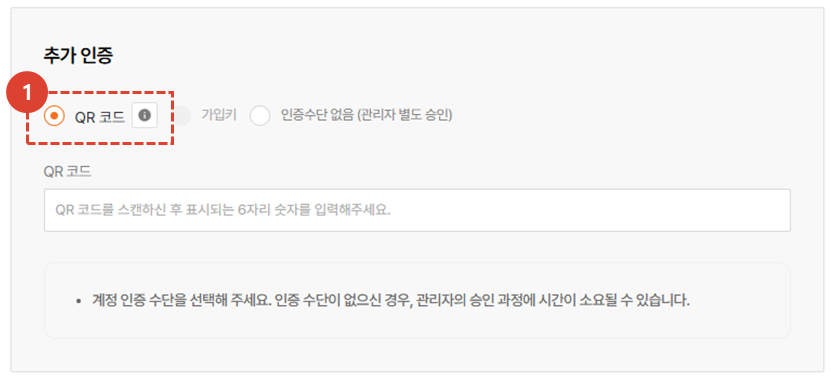 추가 인증
1
QR 코드 가입키 인증수단 없음 (관리자 별도 승인)
QR 코드
QR 코드를 스캔하신 후 표시되는 6자리 숫자를 입력해주세요.
• 계정 인증 수단을 선택해 주세요. 인증 수단이 없으신 경우, 관리자의 승인 과정에 시간이 소요될 수 있습니다.